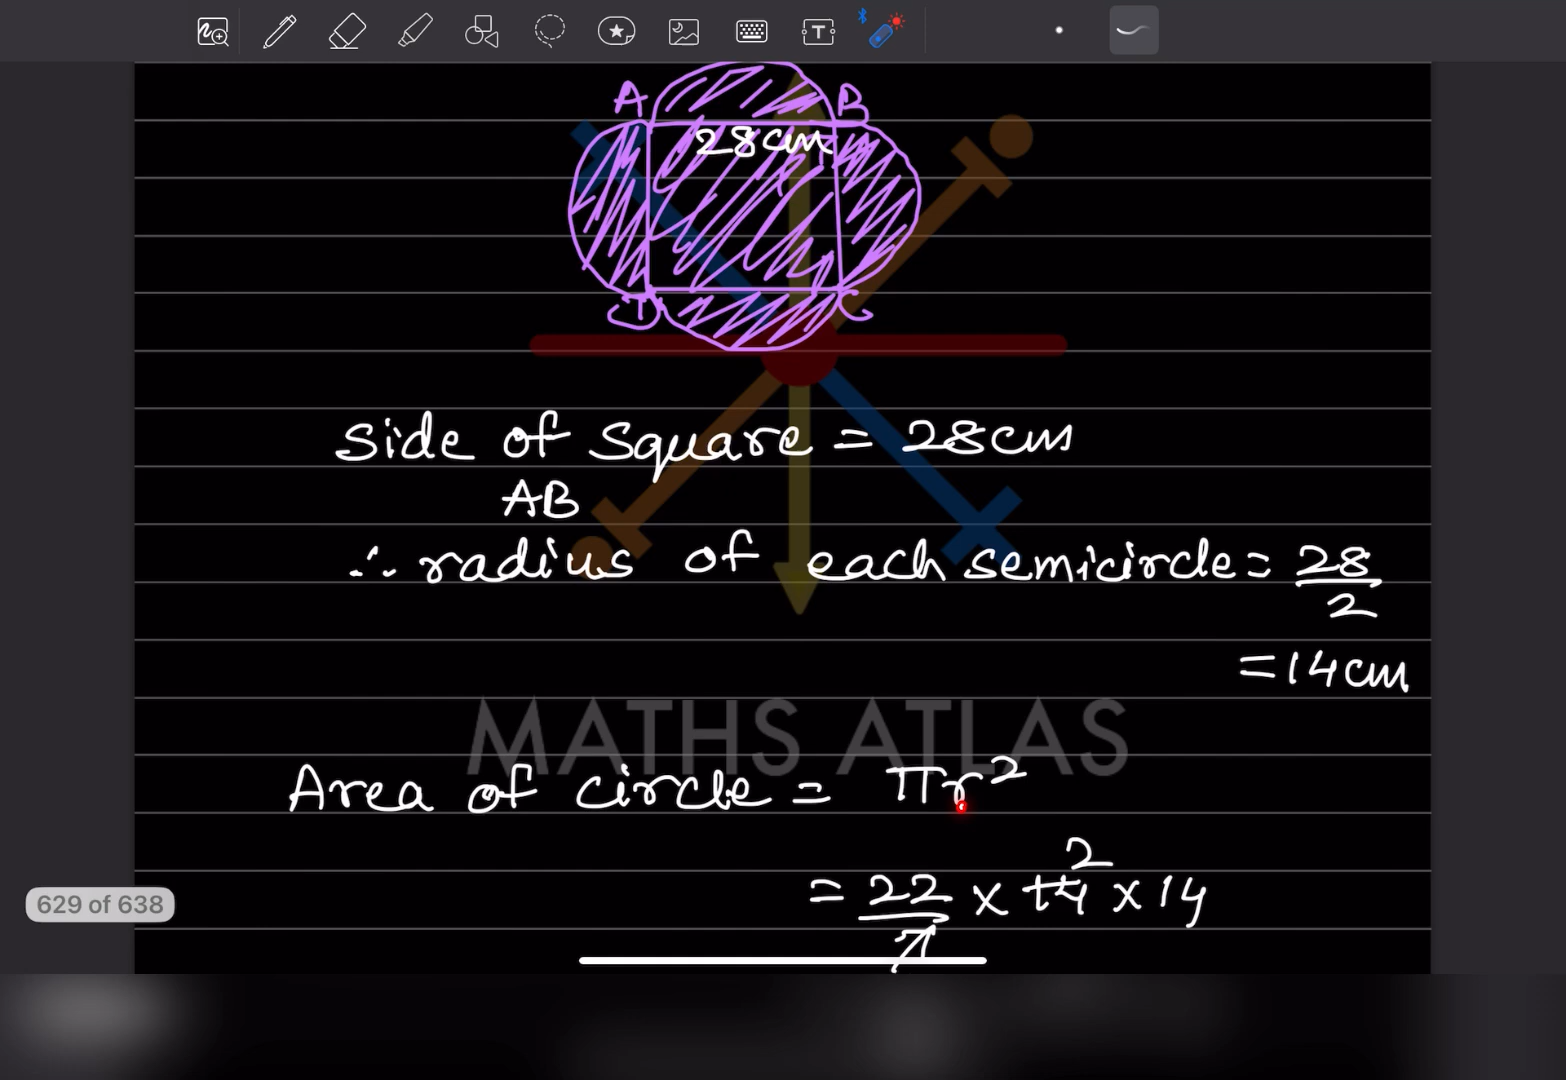 A B
28cm
D C
Side of Square = 28cm
AB
∴ radius of each semicircle = 28/2
= 14cm
MATHS ATLAS
Area of circle = πr²
2
= 22/7 x 14 x 14
629 of 638